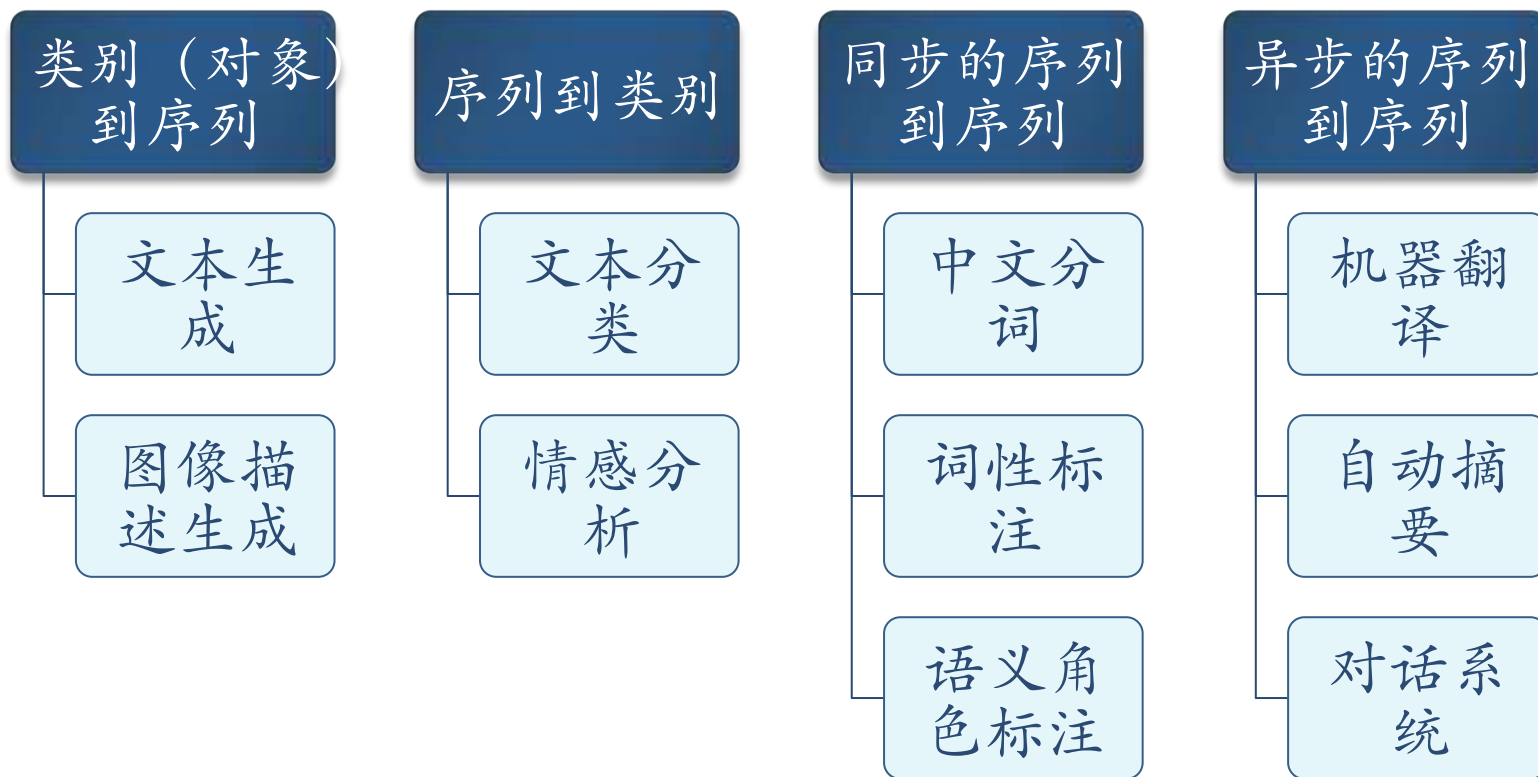 类别（对象）
到序列
文本生
成
图像描
述生成
序列到类别
文本分
类
情感分
析
同步的序列
到序列
中文分
词
词性标
注
语义角
色标注
异步的序列
到序列
机器翻
译
自动摘
要
对话系
统